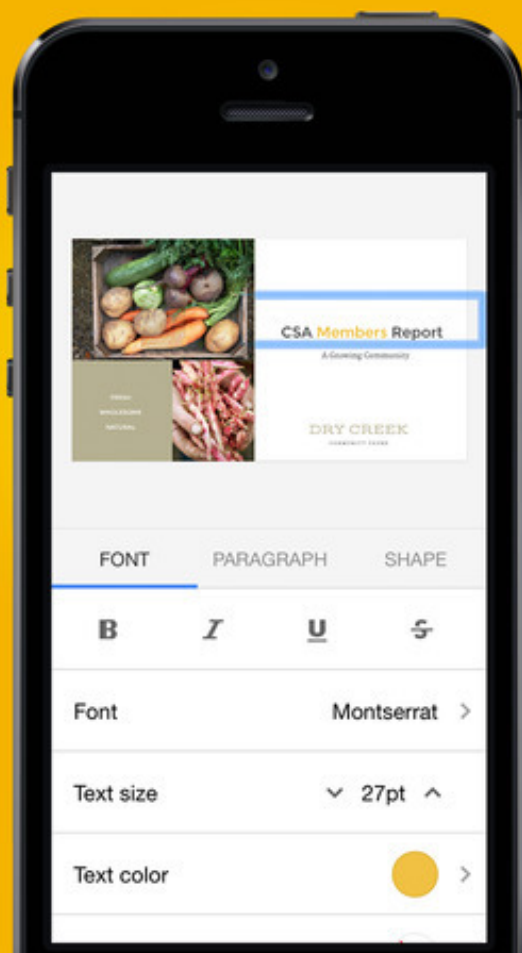 CSA Members Report
A Growing Community
FRESH
WHOLESOME
NATURAL
DRY CREEK
COMMUNITY FARM
FONT
PARAGRAPH
SHAPE
B
I
U
S
Font
Montserrat
Text size
27pt
Text color